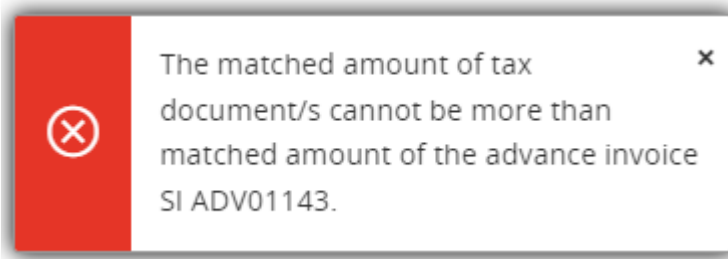 The matched amount of tax
document/s cannot be more than
matched amount of the advance invoice
SI ADV01143.